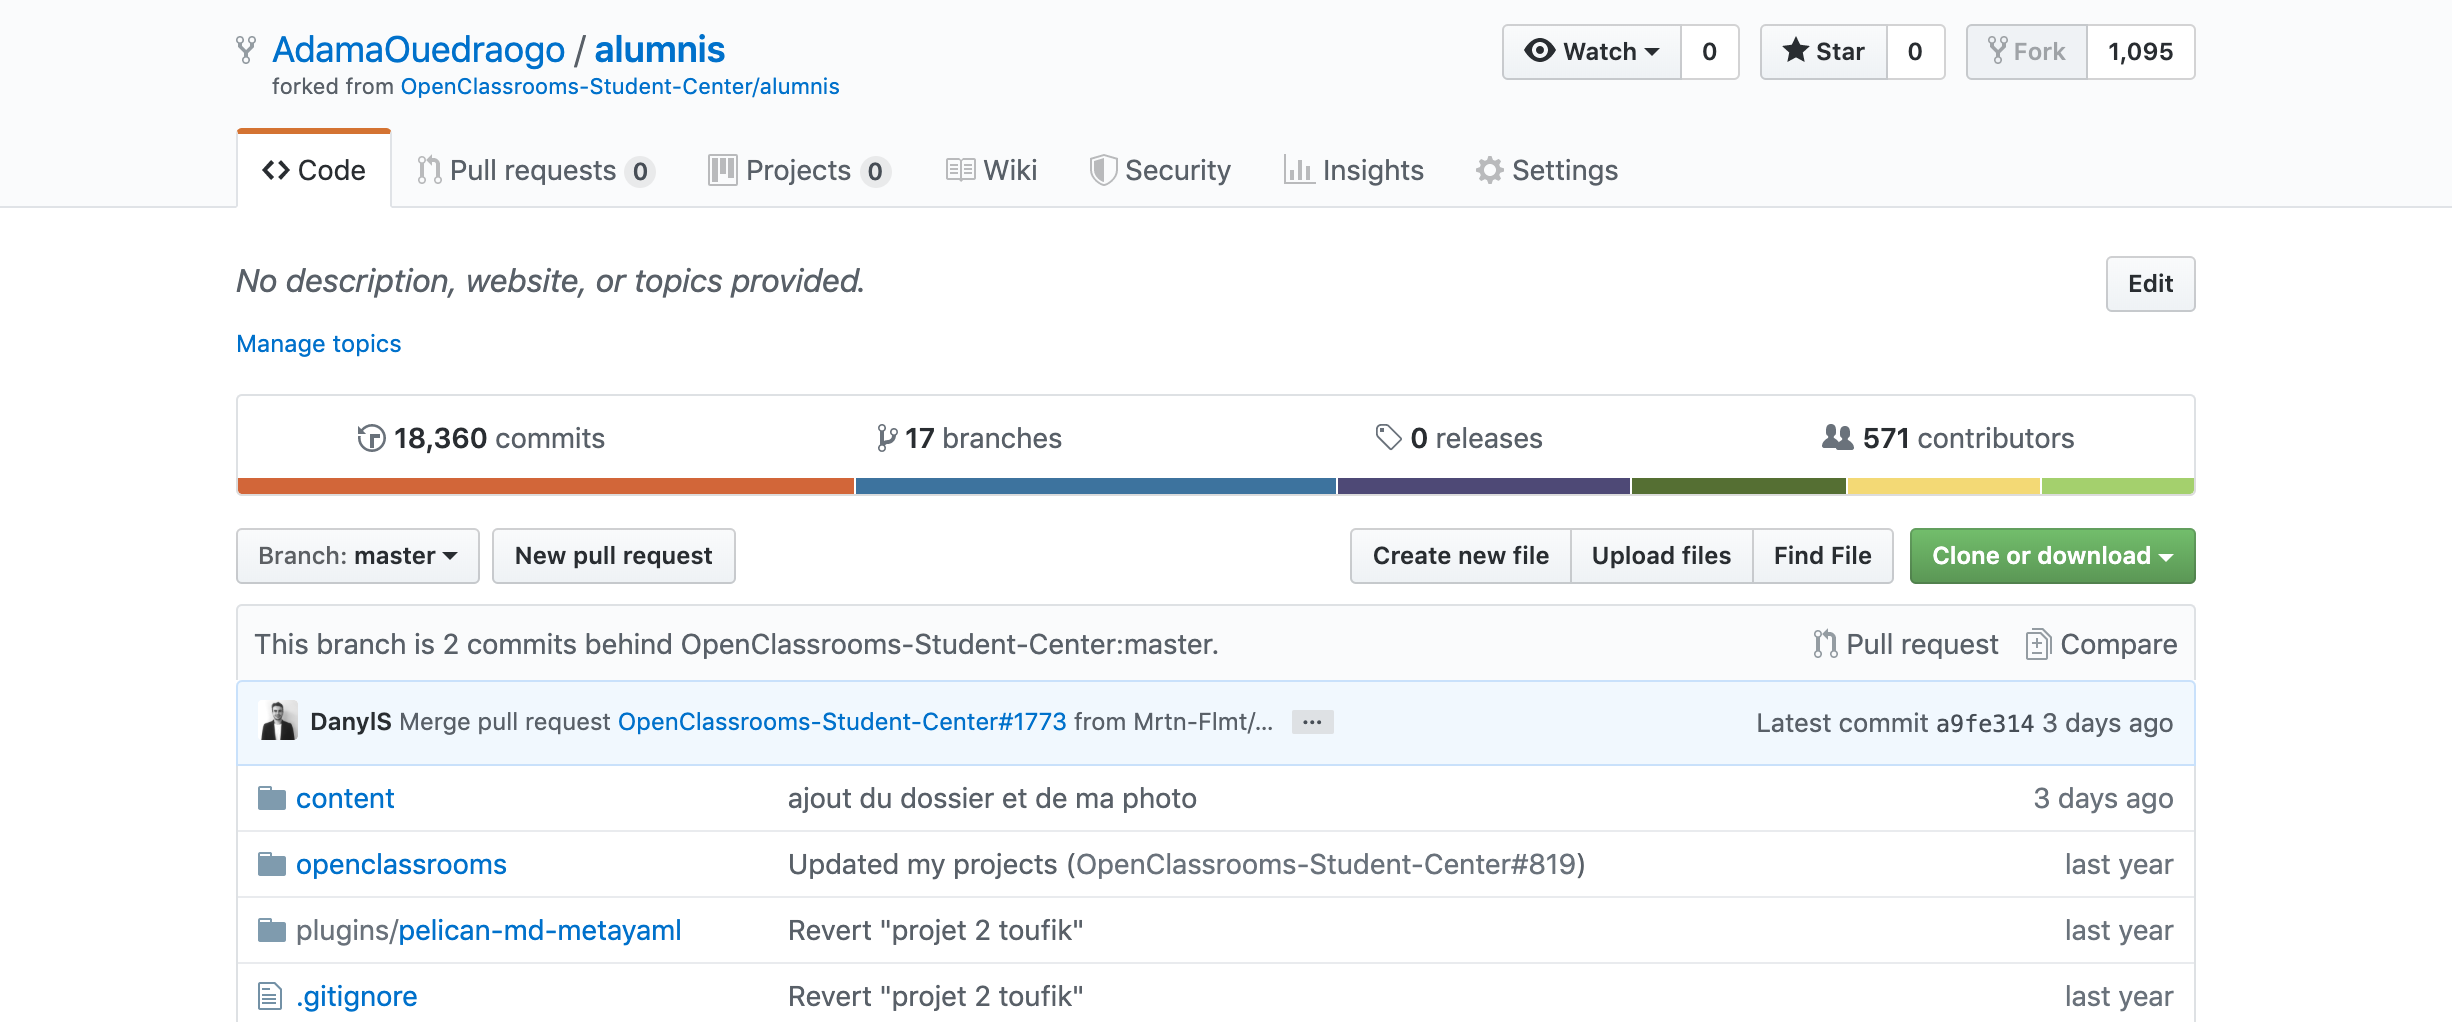 AdamaOuedraogo / alumnis
Watch 0 Star 0 Fork 1,095
forked from OpenClassrooms-Student-Center/alumnis
Code Pull requests 0 Projects 0 Wiki Security Insights Settings
No description, website, or topics provided.
Edit
Manage topics
18,360 commits 17 branches 0 releases 571 contributors
Branch: master New pull request Create new file Upload files Find File Clone or download
This branch is 2 commits behind OpenClassrooms-Student-Center:master. Pull request Compare
DanylS Merge pull request OpenClassrooms-Student-Center#1773 from Mrtn-Flmt/... ... Latest commit a9fe314 3 days ago
content ajout du dossier et de ma photo 3 days ago
openclassrooms Updated my projects (OpenClassrooms-Student-Center#819) last year
plugins/pelican-md-metayaml Revert "projet 2 toufik" last year
.gitignore Revert "projet 2 toufik" last year